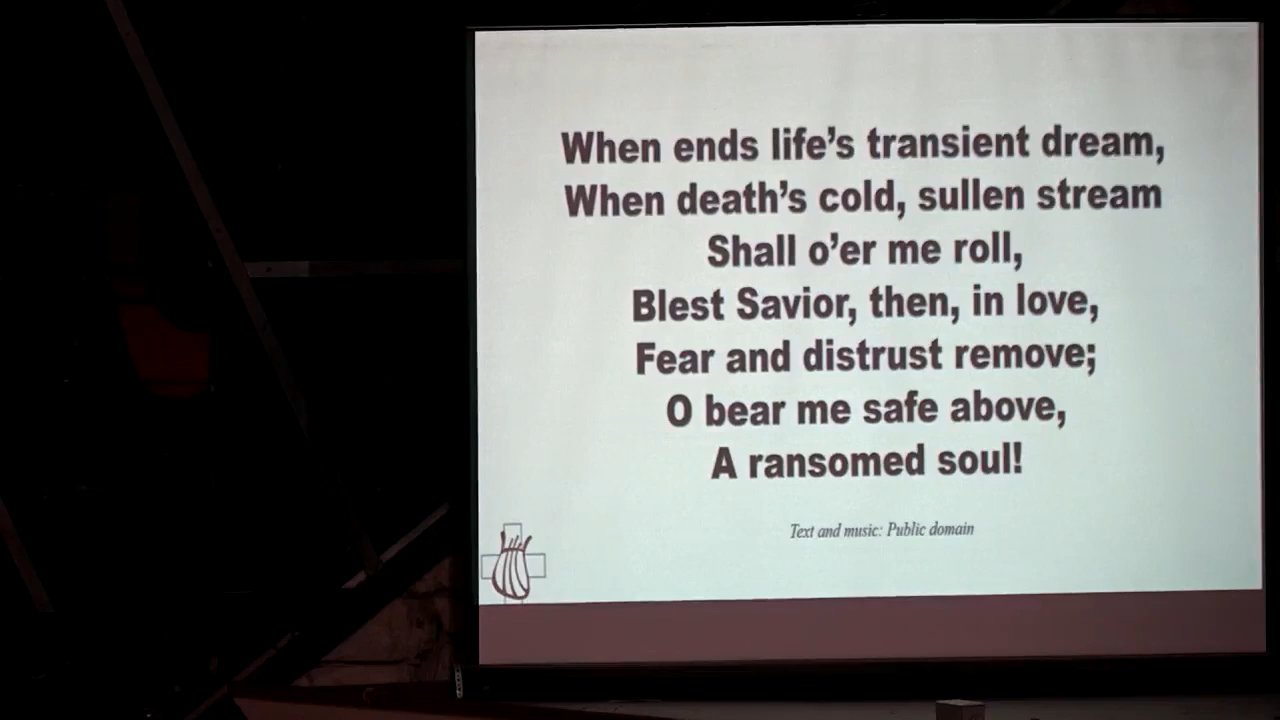 When ends life’s transient dream,
When death’s cold, sullen stream
Shall o’er me roll,
Blest Savior, then, in love,
Fear and distrust remove;
O bear me safe above,
A ransomed soul!
Text and music: Public domain